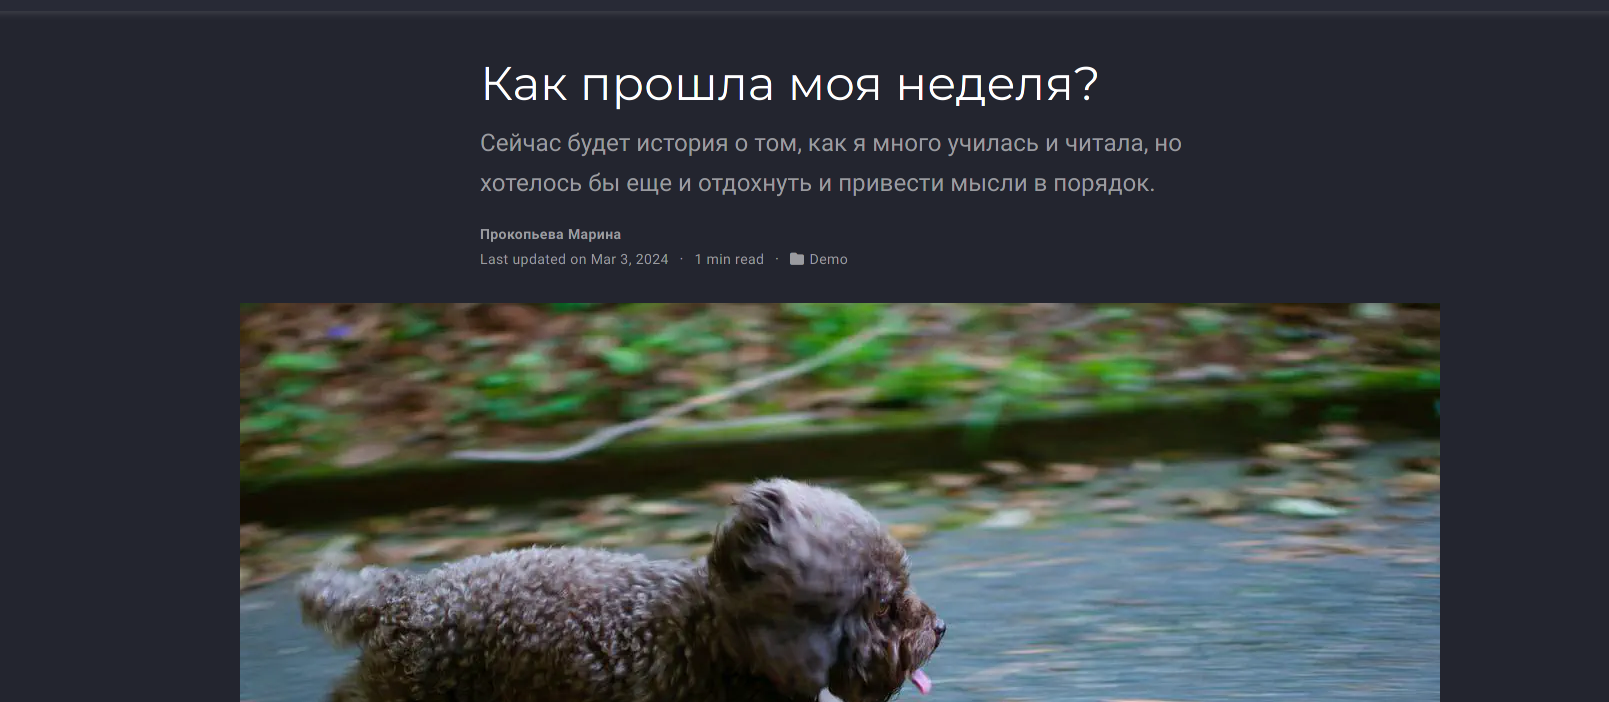 Как прошла моя неделя?
Сейчас будет история о том, как я много училась и читала, но
хотелось бы еще и отдохнуть и привести мысли в порядок.
Прокопьева Марина
Last updated on Mar 3, 2024 · 1 min read · Demo